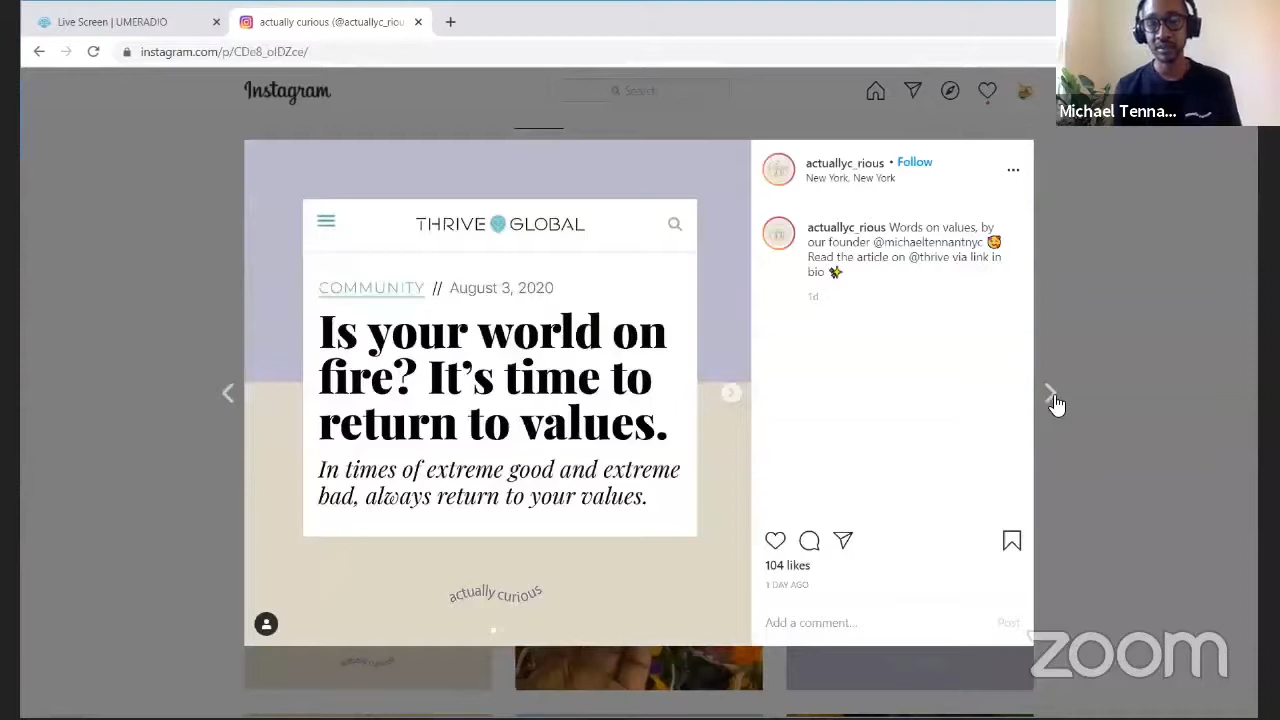 Live Screen | UMERADIO
actually curious (@actuallyc_riou
instagram.com/p/CDe8_olDZce/
Instagram
Search
Michael Tenna...
THRIVE GLOBAL
COMMUNITY // August 3, 2020
Is your world on
fire? It’s time to
return to values.
In times of extreme good and extreme
bad, always return to your values.
actually curious
actuallyc_rious • Follow
New York, New York
actuallyc_rious Words on values, by
our founder @michaeltennantnyc
Read the article on @thrive via link in
bio
1d
104 likes
1 DAY AGO
Add a comment...
Post
actually curious
zoom